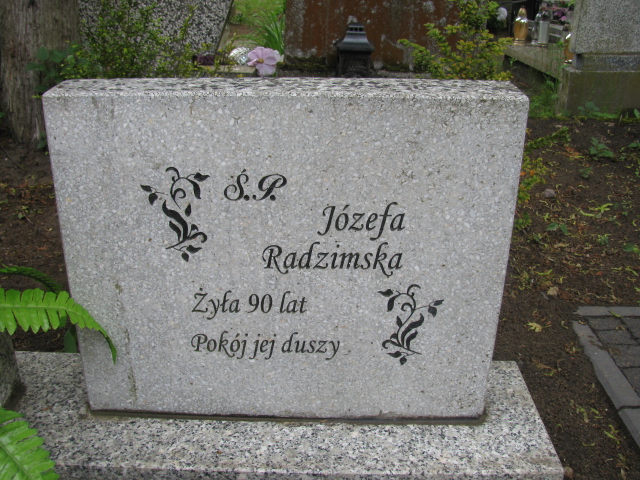 Ś.P.
Józefa
Radzimska
Żyła 90 lat
Pokój jej duszy